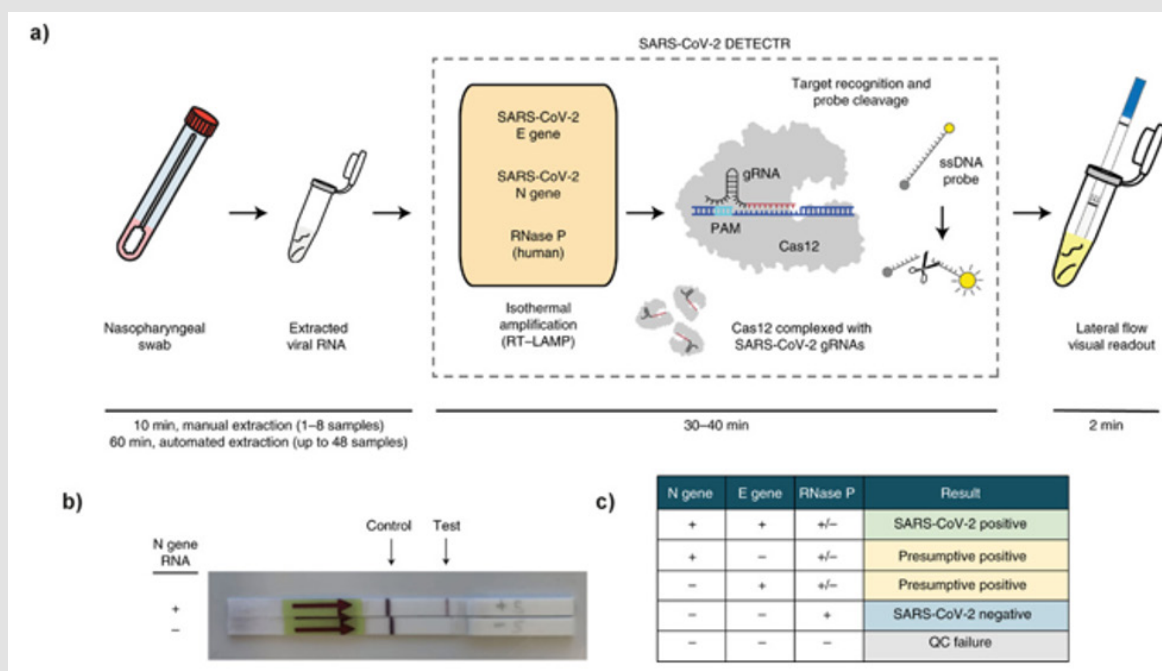 a)
SARS-CoV-2 DETECTR
SARS-CoV-2
E gene
SARS-CoV-2
N gene
RNase P
(human)
Target recognition and
probe cleavage
gRNA
PAM
Cas12
ssDNA
probe
Nasopharyngeal
swab
Extracted
viral RNA
Isothermal
amplification
(RT–LAMP)
Cas12 complexed with
SARS-CoV-2 gRNAs
Lateral flow
visual readout
10 min, manual extraction (1–8 samples)
60 min, automated extraction (up to 48 samples)
30–40 min
2 min
b)
Control Test
N gene
RNA
+
–
+ 5
– 5
c)
N gene E gene RNase P Result
+ + +/– SARS-CoV-2 positive
+ – +/– Presumptive positive
– + +/– Presumptive positive
– – + SARS-CoV-2 negative
– – – QC failure